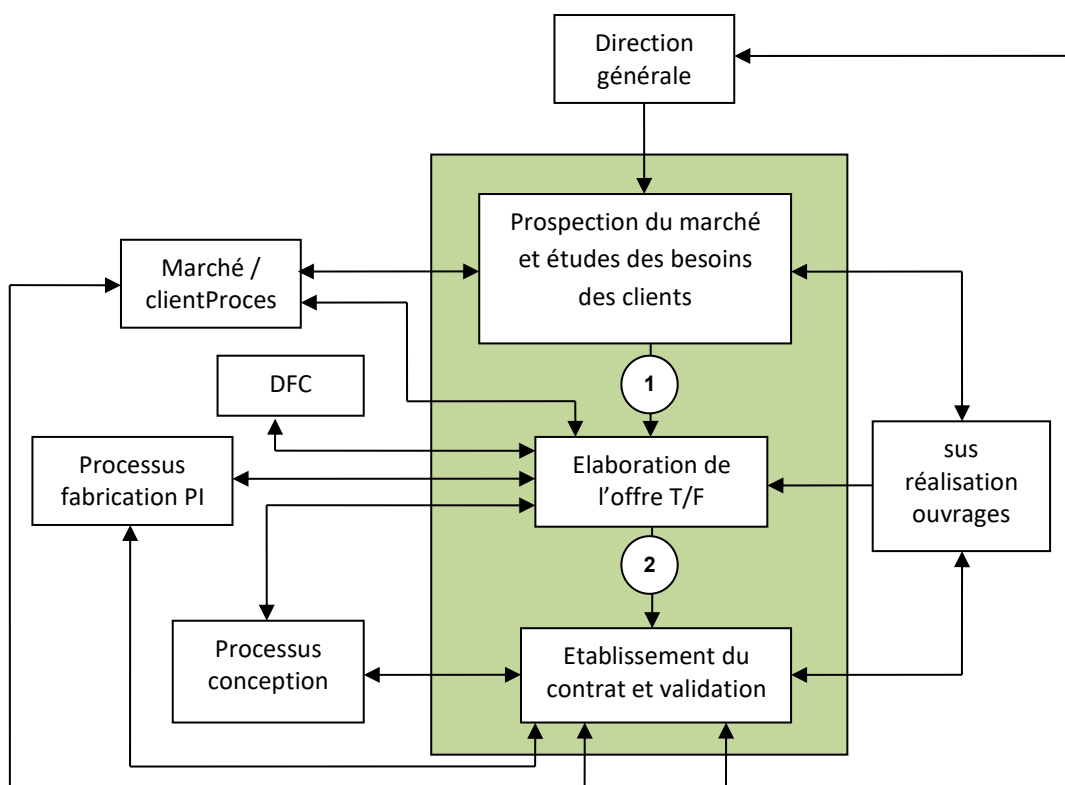 Direction
générale
Prospection du marché
et études des besoins
des clients
Marché /
clientProces
1
DFC
Elaboration de
l'offre T/F
Processus
fabrication PI
sus
réalisation
ouvrages
2
Processus
conception
Etablissement du
contrat et validation